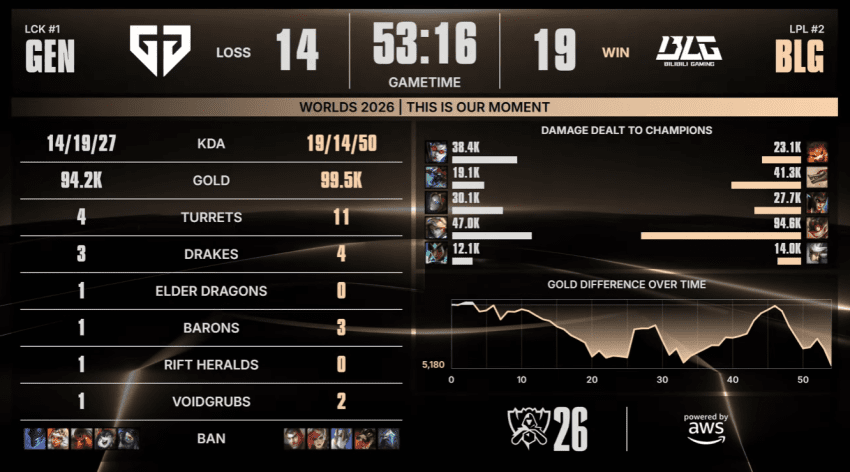 LCK #1
GEN
LOSS
14
53:16
GAMETIME
19
WIN
BLG
BILIBILI GAMING
LPL #2
BLG
WORLDS 2026 | THIS IS OUR MOMENT
14/19/27 KDA 19/14/50
94.2K GOLD 99.5K
4 TURRETS 11
3 DRAKES 4
1 ELDER DRAGONS 0
1 BARONS 3
1 RIFT HERALDS 0
1 VOIDGRUBS 2
BAN
DAMAGE DEALT TO CHAMPIONS
38.4K 23.1K
19.1K 41.3K
30.1K 27.7K
47.0K 94.6K
12.1K 14.0K
GOLD DIFFERENCE OVER TIME
5,180
0 10 20 30 40 50
26
powered by
aws